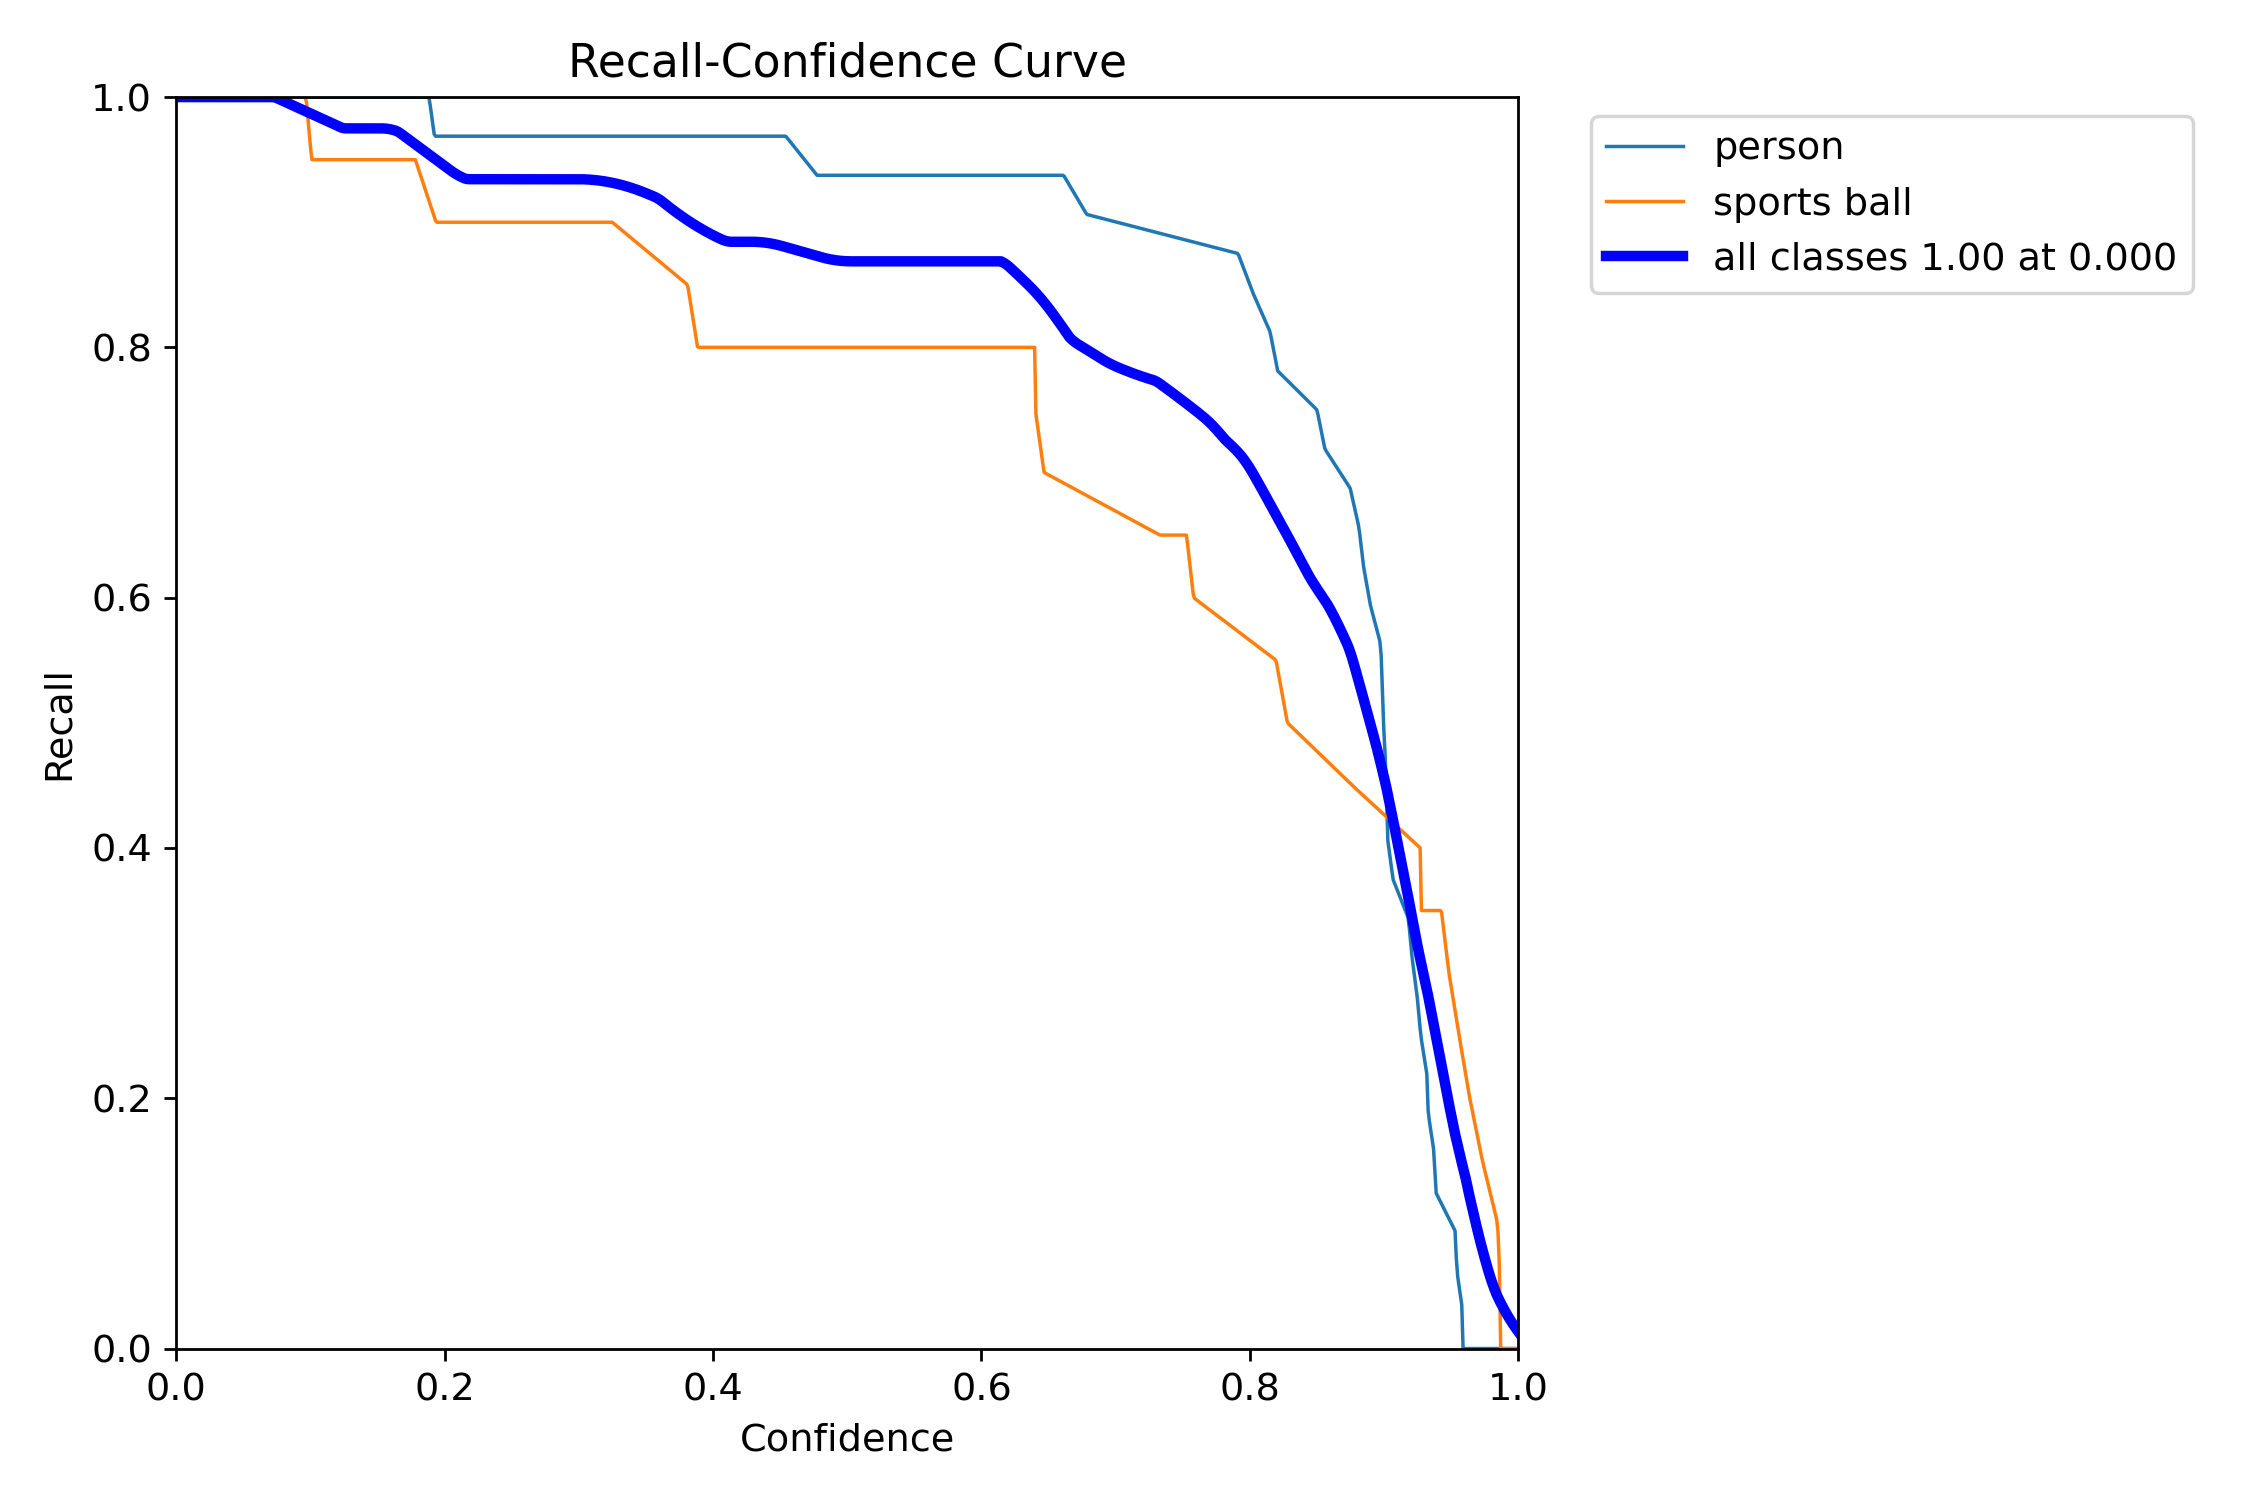 Recall-Confidence Curve
1.0
0.8
0.6
0.4
0.2
0.0
Recall
0.0 0.2 0.4 0.6 0.8 1.0
Confidence
person
sports ball
all classes 1.00 at 0.000